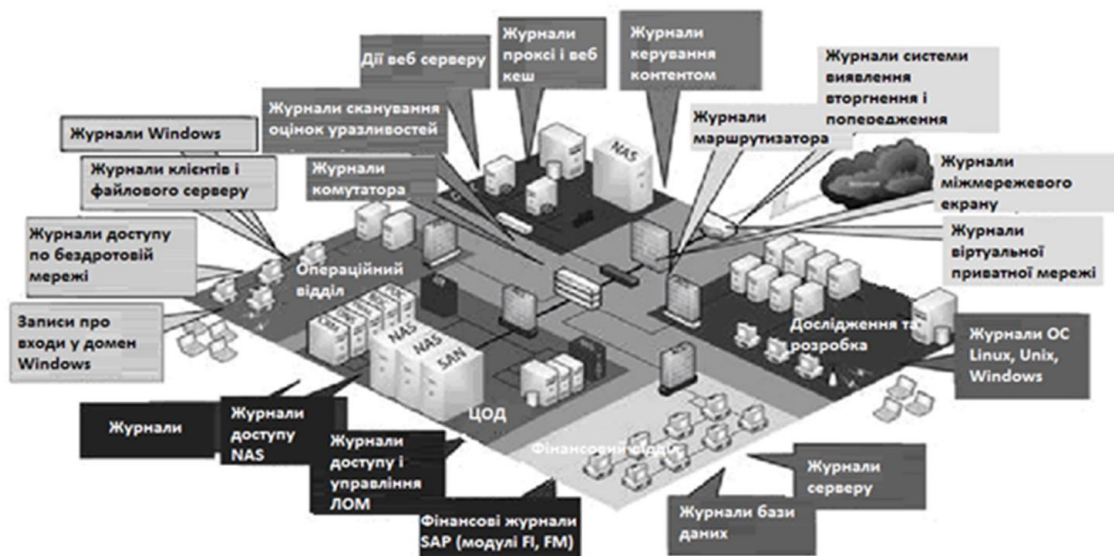 Дії веб серверу
Журнали
проксі і веб
кеш
Журнали
керування
контентом
Журнали системи
виявлення
вторгнення і
попередження
Журнали сканування
оцінок уразливостей
Журнали
маршрутизатора
Журнали Windows
Журнали клієнтів і
файлового серверу
Журнали
комутатора
NAS
Журнали
міжмережевого
екрану
Журнали доступу
по бездротовій
мережі
Операційний
відділ
Журнали
віртуальної
приватної мережі
Записи про
входи у домен
Windows
NAS
NAS
SAN
Дослідження та
розробка
Журнали ОС
Linux, Unix,
Windows
ЦОД
Журнали
Журнали
доступу
NAS
Журнали
доступу і
управління
ЛОМ
Фінансовий відділ
Журнали
серверу
Фінансові журнали
SAP (модулі FI, FM)
Журнали бази
даних